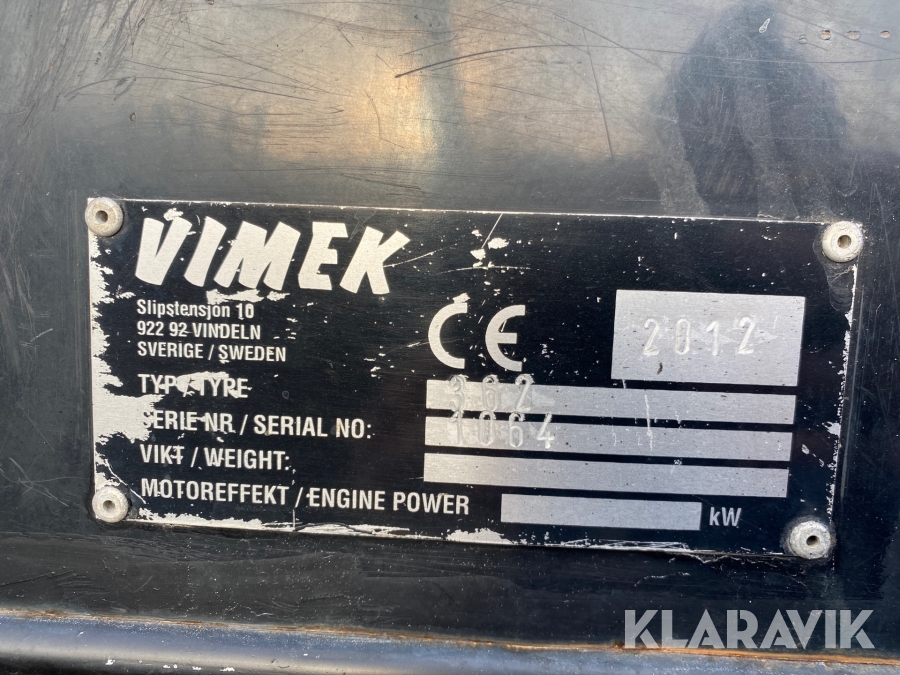 VIMEK
Slipstensjön 10
922 92 VINDELN
SVERIGE / SWEDEN
CE
2012
TYP / TYPE
302
SERIE NR / SERIAL NO:
1064
VIKT / WEIGHT:
MOTOREFFEKT / ENGINE POWER
kW
KLARAVIK